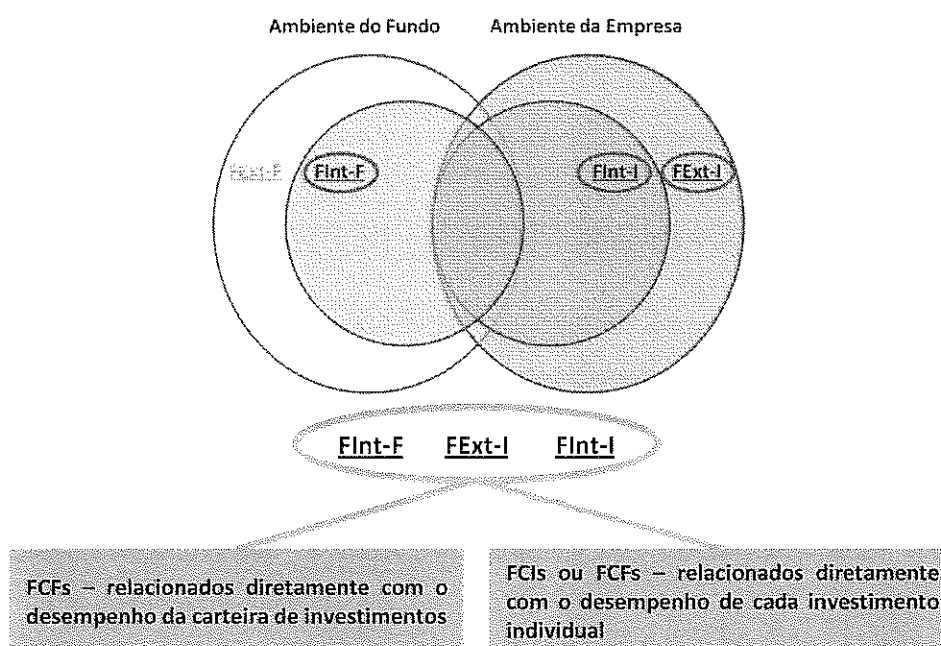 Ambiente do Fundo Ambiente da Empresa
FExt-F FInt-F FInt-I FExt-I
FInt-F FExt-I FInt-I
FCFs – relacionados diretamente com o
desempenho da carteira de investimentos
FCIs ou FCFs – relacionados diretamente
com o desempenho de cada investimento
individual